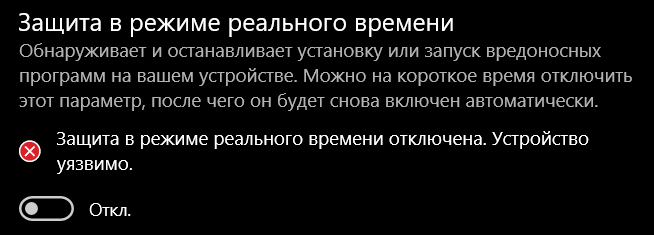 Защита в режиме реального времени
Обнаруживает и останавливает установку или запуск вредоносных
программ на вашем устройстве. Можно на короткое время отключить
этот параметр, после чего он будет снова включен автоматически.
Защита в режиме реального времени отключена. Устройство
уязвимо.
Откл.